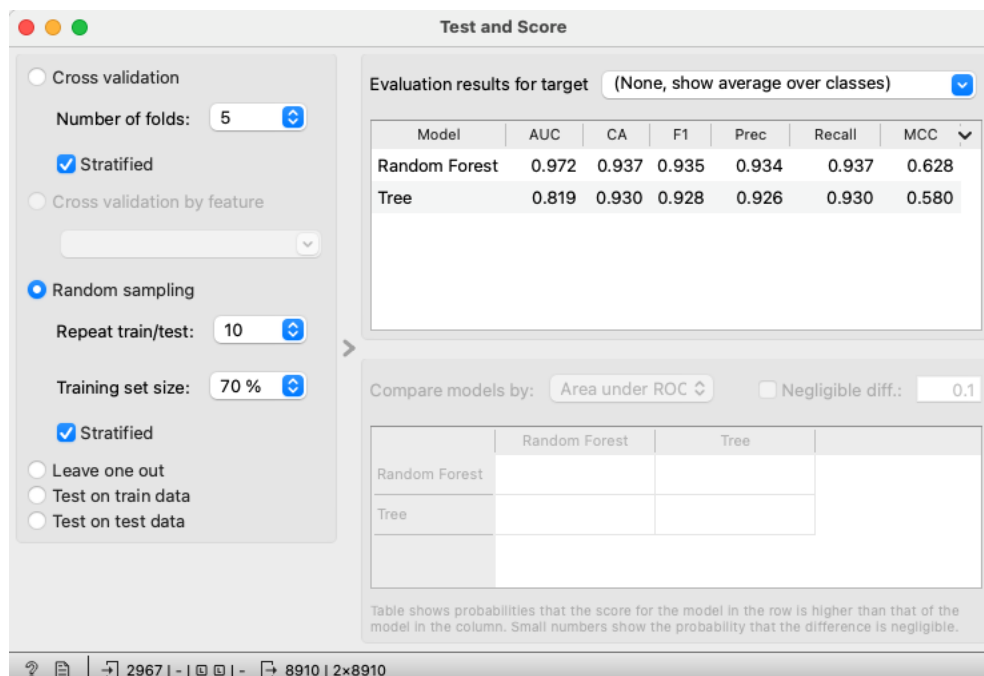 Test and Score
Cross validation
Number of folds: 5
Stratified
Cross validation by feature
Random sampling
Repeat train/test: 10
Training set size: 70 %
Stratified
Leave one out
Test on train data
Test on test data
Evaluation results for target (None, show average over classes)
Model AUC CA F1 Prec Recall MCC
Random Forest 0.972 0.937 0.935 0.934 0.937 0.628
Tree 0.819 0.930 0.928 0.926 0.930 0.580
Compare models by: Area under ROC Negligible diff.: 0.1
Random Forest Tree
Random Forest
Tree
Table shows probabilities that the score for the model in the row is higher than that of the
model in the column. Small numbers show the probability that the difference is negligible.
2967 | - | - 8910 | 2×8910